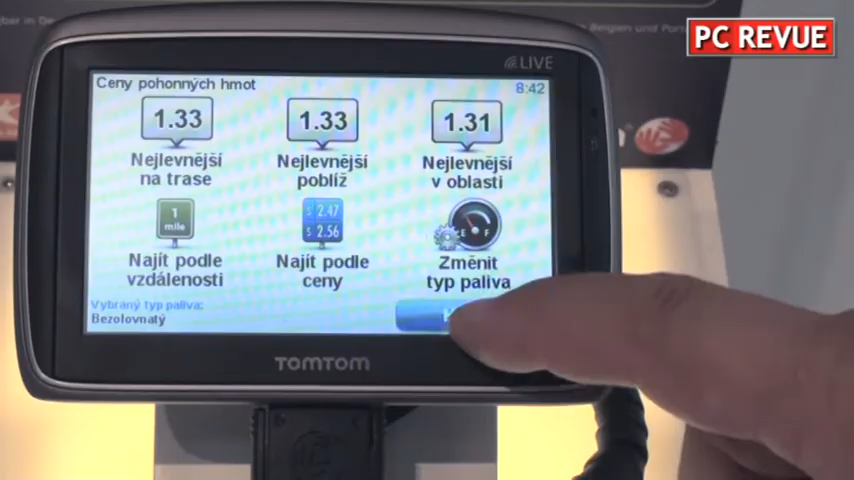 PC REVUE
LIVE
Ceny pohonných hmot
8:42
1.33
1.33
1.31
Nejlevnější
na trase
Nejlevnější
poblíž
Nejlevnější
v oblasti
1
mile
$ 2.47
$ 2.56
E F
Najít podle
vzdálenosti
Najít podle
ceny
Změnit
typ paliva
Vybraný typ paliva:
Bezolovnatý
TOMTOM